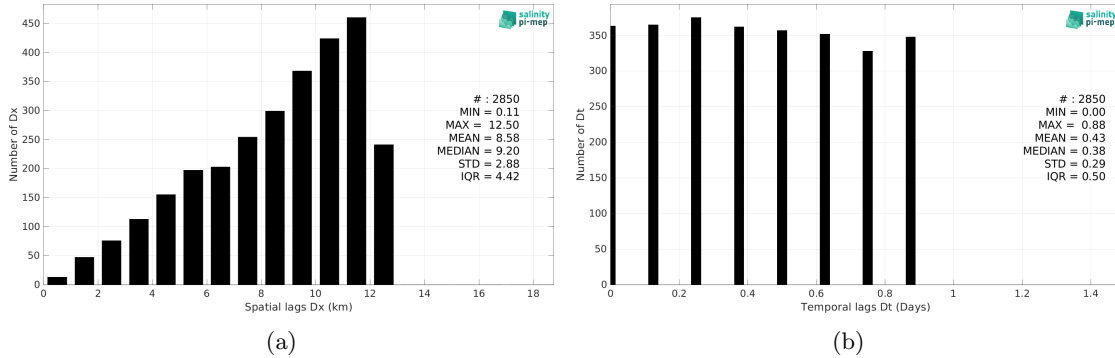 salinity
pi-mep
450
400
350
300
250
200
150
100
50
0
Number of Dx
# : 2850
MIN = 0.11
MAX = 12.50
MEAN = 8.58
MEDIAN = 9.20
STD = 2.88
IQR = 4.42
0 2 4 6 8 10 12 14 16 18
Spatial lags Dx (km)
(a)
salinity
pi-mep
350
300
250
200
150
100
50
0
Number of Dt
# : 2850
MIN = 0.00
MAX = 0.88
MEAN = 0.43
MEDIAN = 0.38
STD = 0.29
IQR = 0.50
0 0.2 0.4 0.6 0.8 1 1.2 1.4
Temporal lags Dt (Days)
(b)